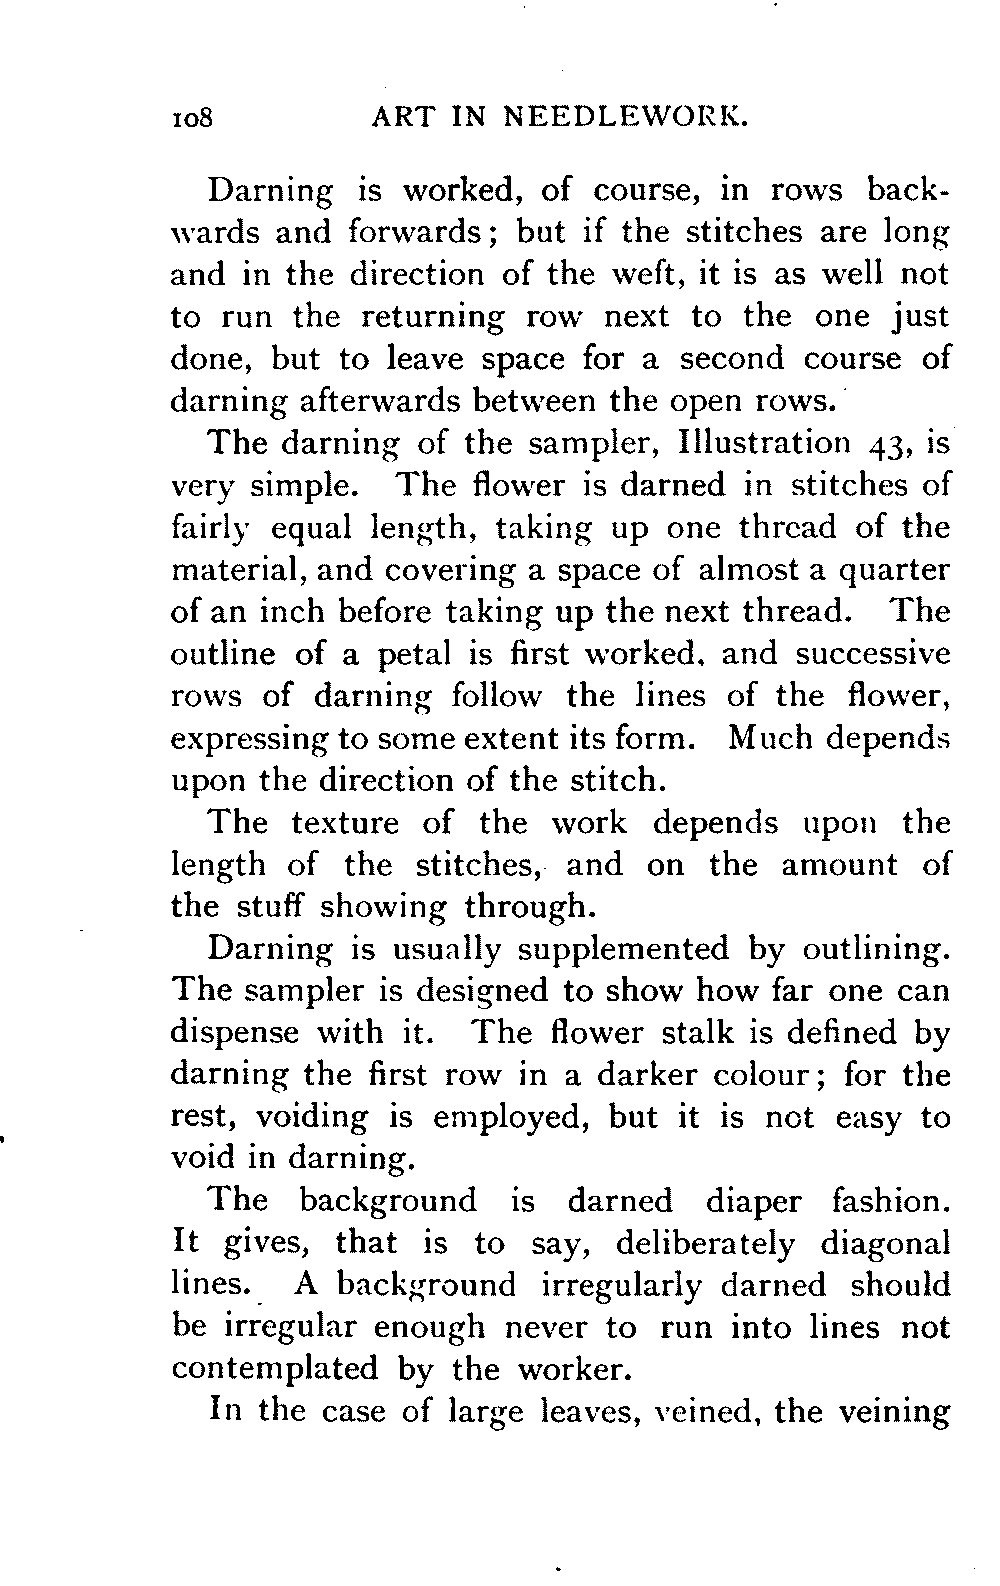 108 ART IN NEEDLEWORK.
Darning is worked, of course, in rows back-
wards and forwards; but if the stitches are long
and in the direction of the weft, it is as well not
to run the returning row next to the one just
done, but to leave space for a second course of
darning afterwards between the open rows.
The darning of the sampler, Illustration 43, is
very simple. The flower is darned in stitches of
fairly equal length, taking up one thread of the
material, and covering a space of almost a quarter
of an inch before taking up the next thread. The
outline of a petal is first worked, and successive
rows of darning follow the lines of the flower,
expressing to some extent its form. Much depends
upon the direction of the stitch.
The texture of the work depends upon the
length of the stitches, and on the amount of
the stuff showing through.
Darning is usually supplemented by outlining.
The sampler is designed to show how far one can
dispense with it. The flower stalk is defined by
darning the first row in a darker colour; for the
rest, voiding is employed, but it is not easy to
void in darning.
The background is darned diaper fashion.
It gives, that is to say, deliberately diagonal
lines. A background irregularly darned should
be irregular enough never to run into lines not
contemplated by the worker.
In the case of large leaves, veined, the veining